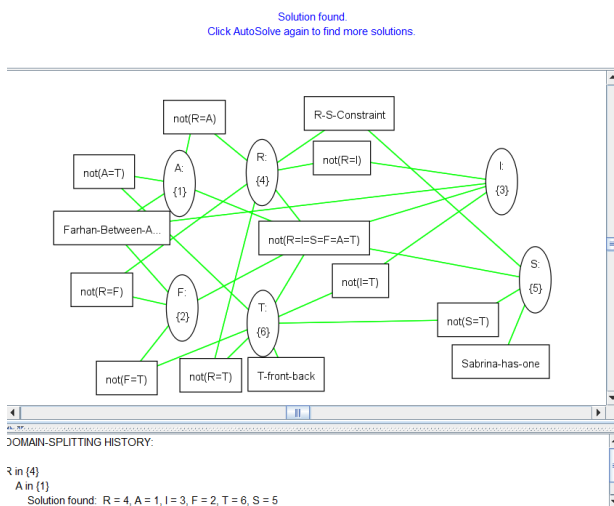 Solution found.
Click AutoSolve again to find more solutions.
not(R=A)
R-S-Constraint
not(A=T)
A:
{1}
R:
{4}
not(R=I)
I:
{3}
Farhan-Between-A...
not(R=I=S=F=A=T)
not(R=F)
F:
{2}
T:
{6}
not(I=T)
S:
{5}
not(S=T)
not(F=T)
not(R=T)
T-front-back
Sabrina-has-one
DOMAIN-SPLITTING HISTORY:
R in {4}
A in {1}
Solution found: R = 4, A = 1, I = 3, F = 2, T = 6, S = 5